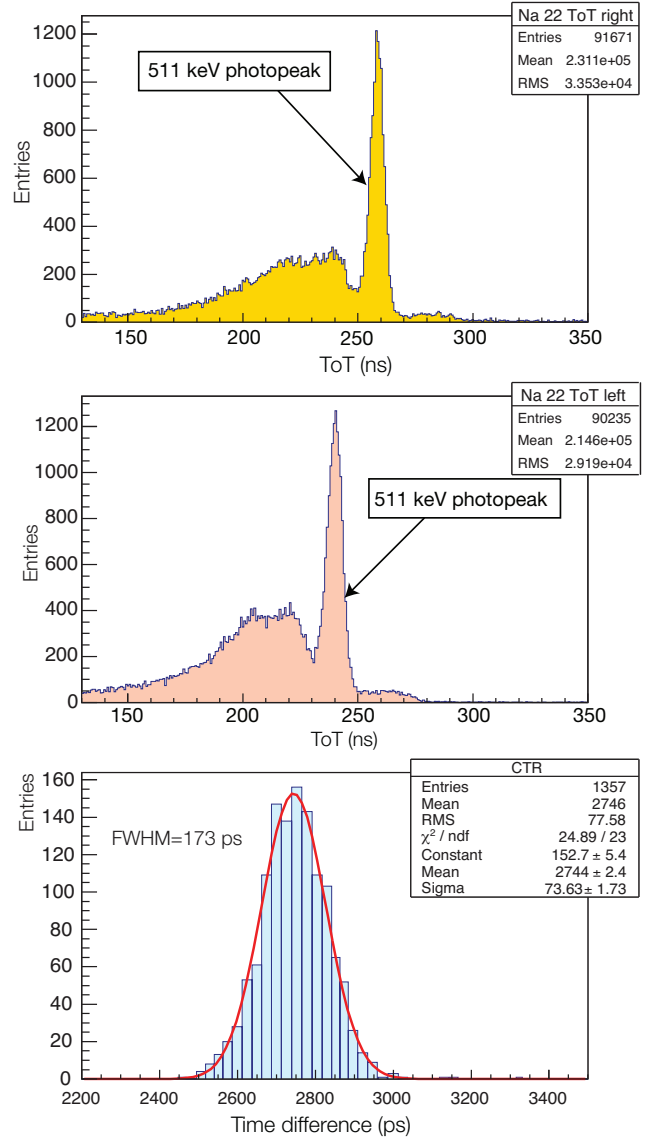 Na 22 ToT right
Entries 91671
Mean 2.311e+05
RMS 3.353e+04
511 keV photopeak
Entries
1200
1000
800
600
400
200
0
150 200 250 300 350
ToT (ns)
Na 22 ToT left
Entries 90235
Mean 2.146e+05
RMS 2.919e+04
511 keV photopeak
Entries
1200
1000
800
600
400
200
0
150 200 250 300 350
ToT (ns)
CTR
Entries 1357
Mean 2746
RMS 77.58
χ² / ndf 24.89 / 23
Constant 152.7 ± 5.4
Mean 2744 ± 2.4
Sigma 73.63± 1.73
FWHM=173 ps
Entries
160
140
120
100
80
60
40
20
0
2200 2400 2600 2800 3000 3200 3400
Time difference (ps)